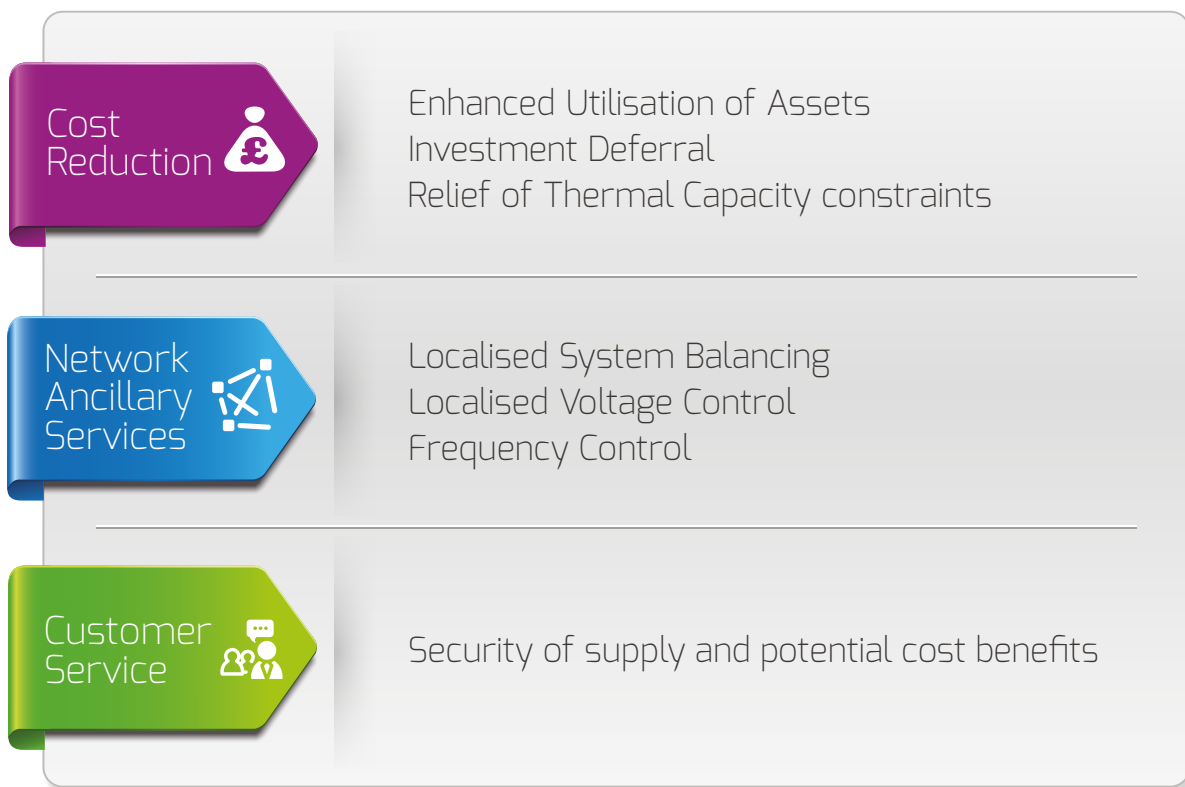 Cost
Reduction
£
Enhanced Utilisation of Assets
Investment Deferral
Relief of Thermal Capacity constraints
Network
Ancillary
Services
Localised System Balancing
Localised Voltage Control
Frequency Control
Customer
Service
Security of supply and potential cost benefits